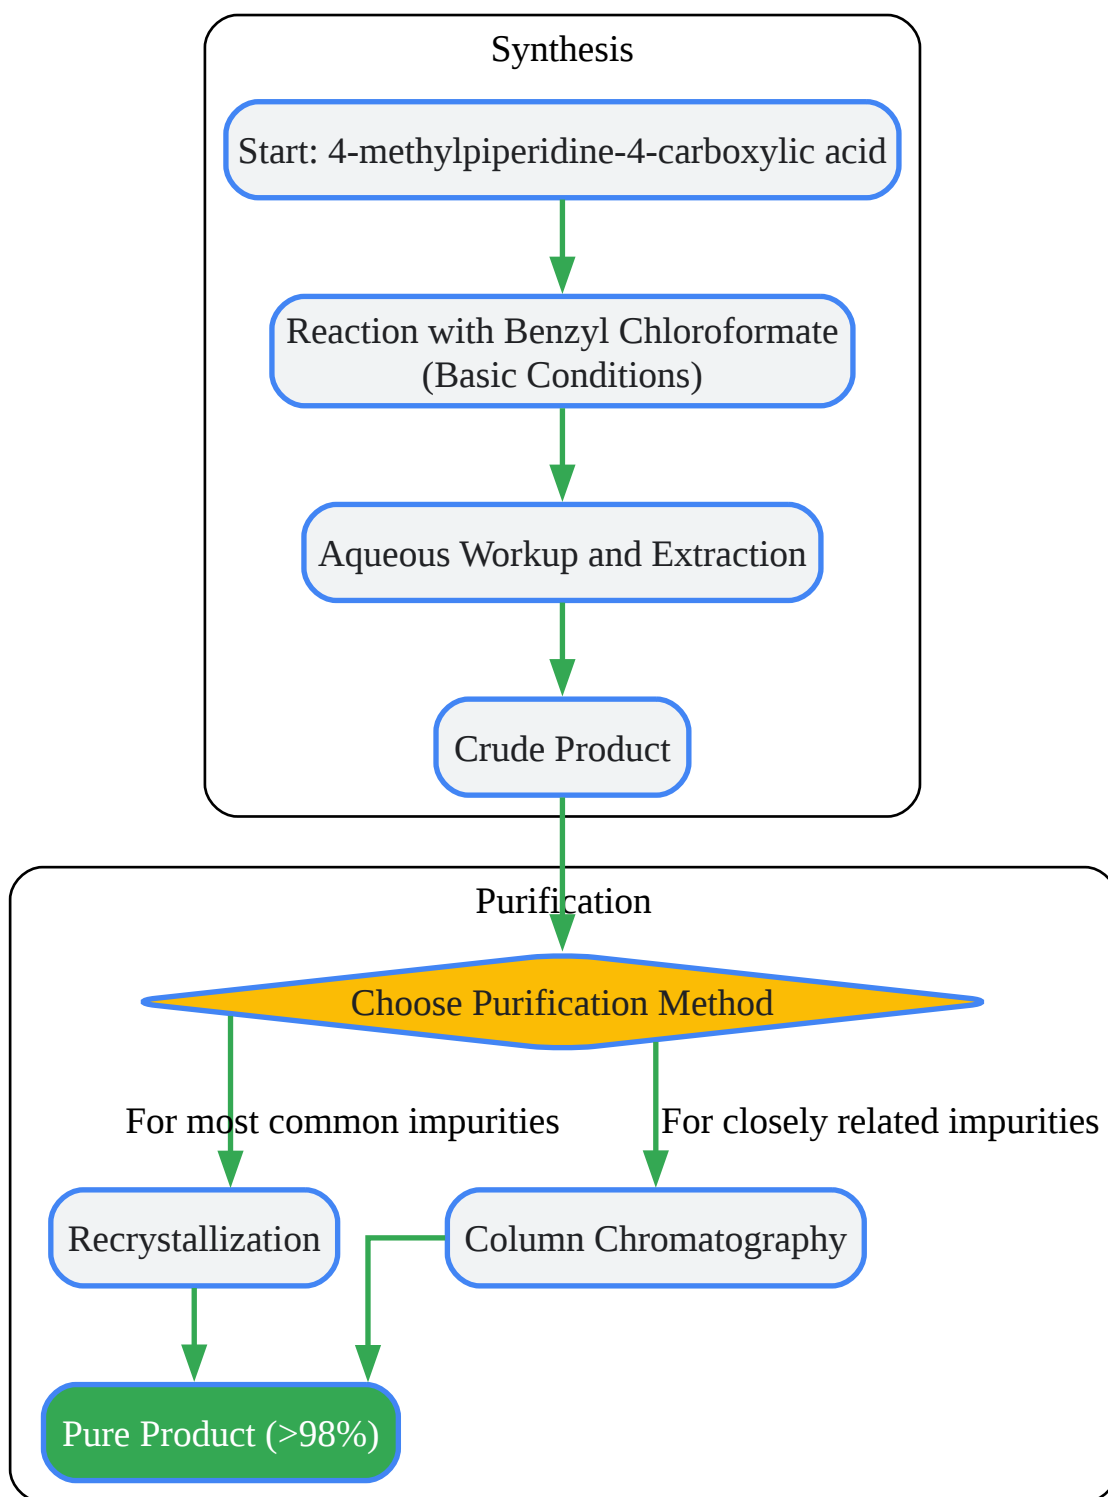 Synthesis
Start: 4-methylpiperidine-4-carboxylic acid
Reaction with Benzyl Chloroformate
(Basic Conditions)
Aqueous Workup and Extraction
Crude Product
Purification
Choose Purification Method
For most common impurities
For closely related impurities
Recrystallization
Column Chromatography
Pure Product (>98%)